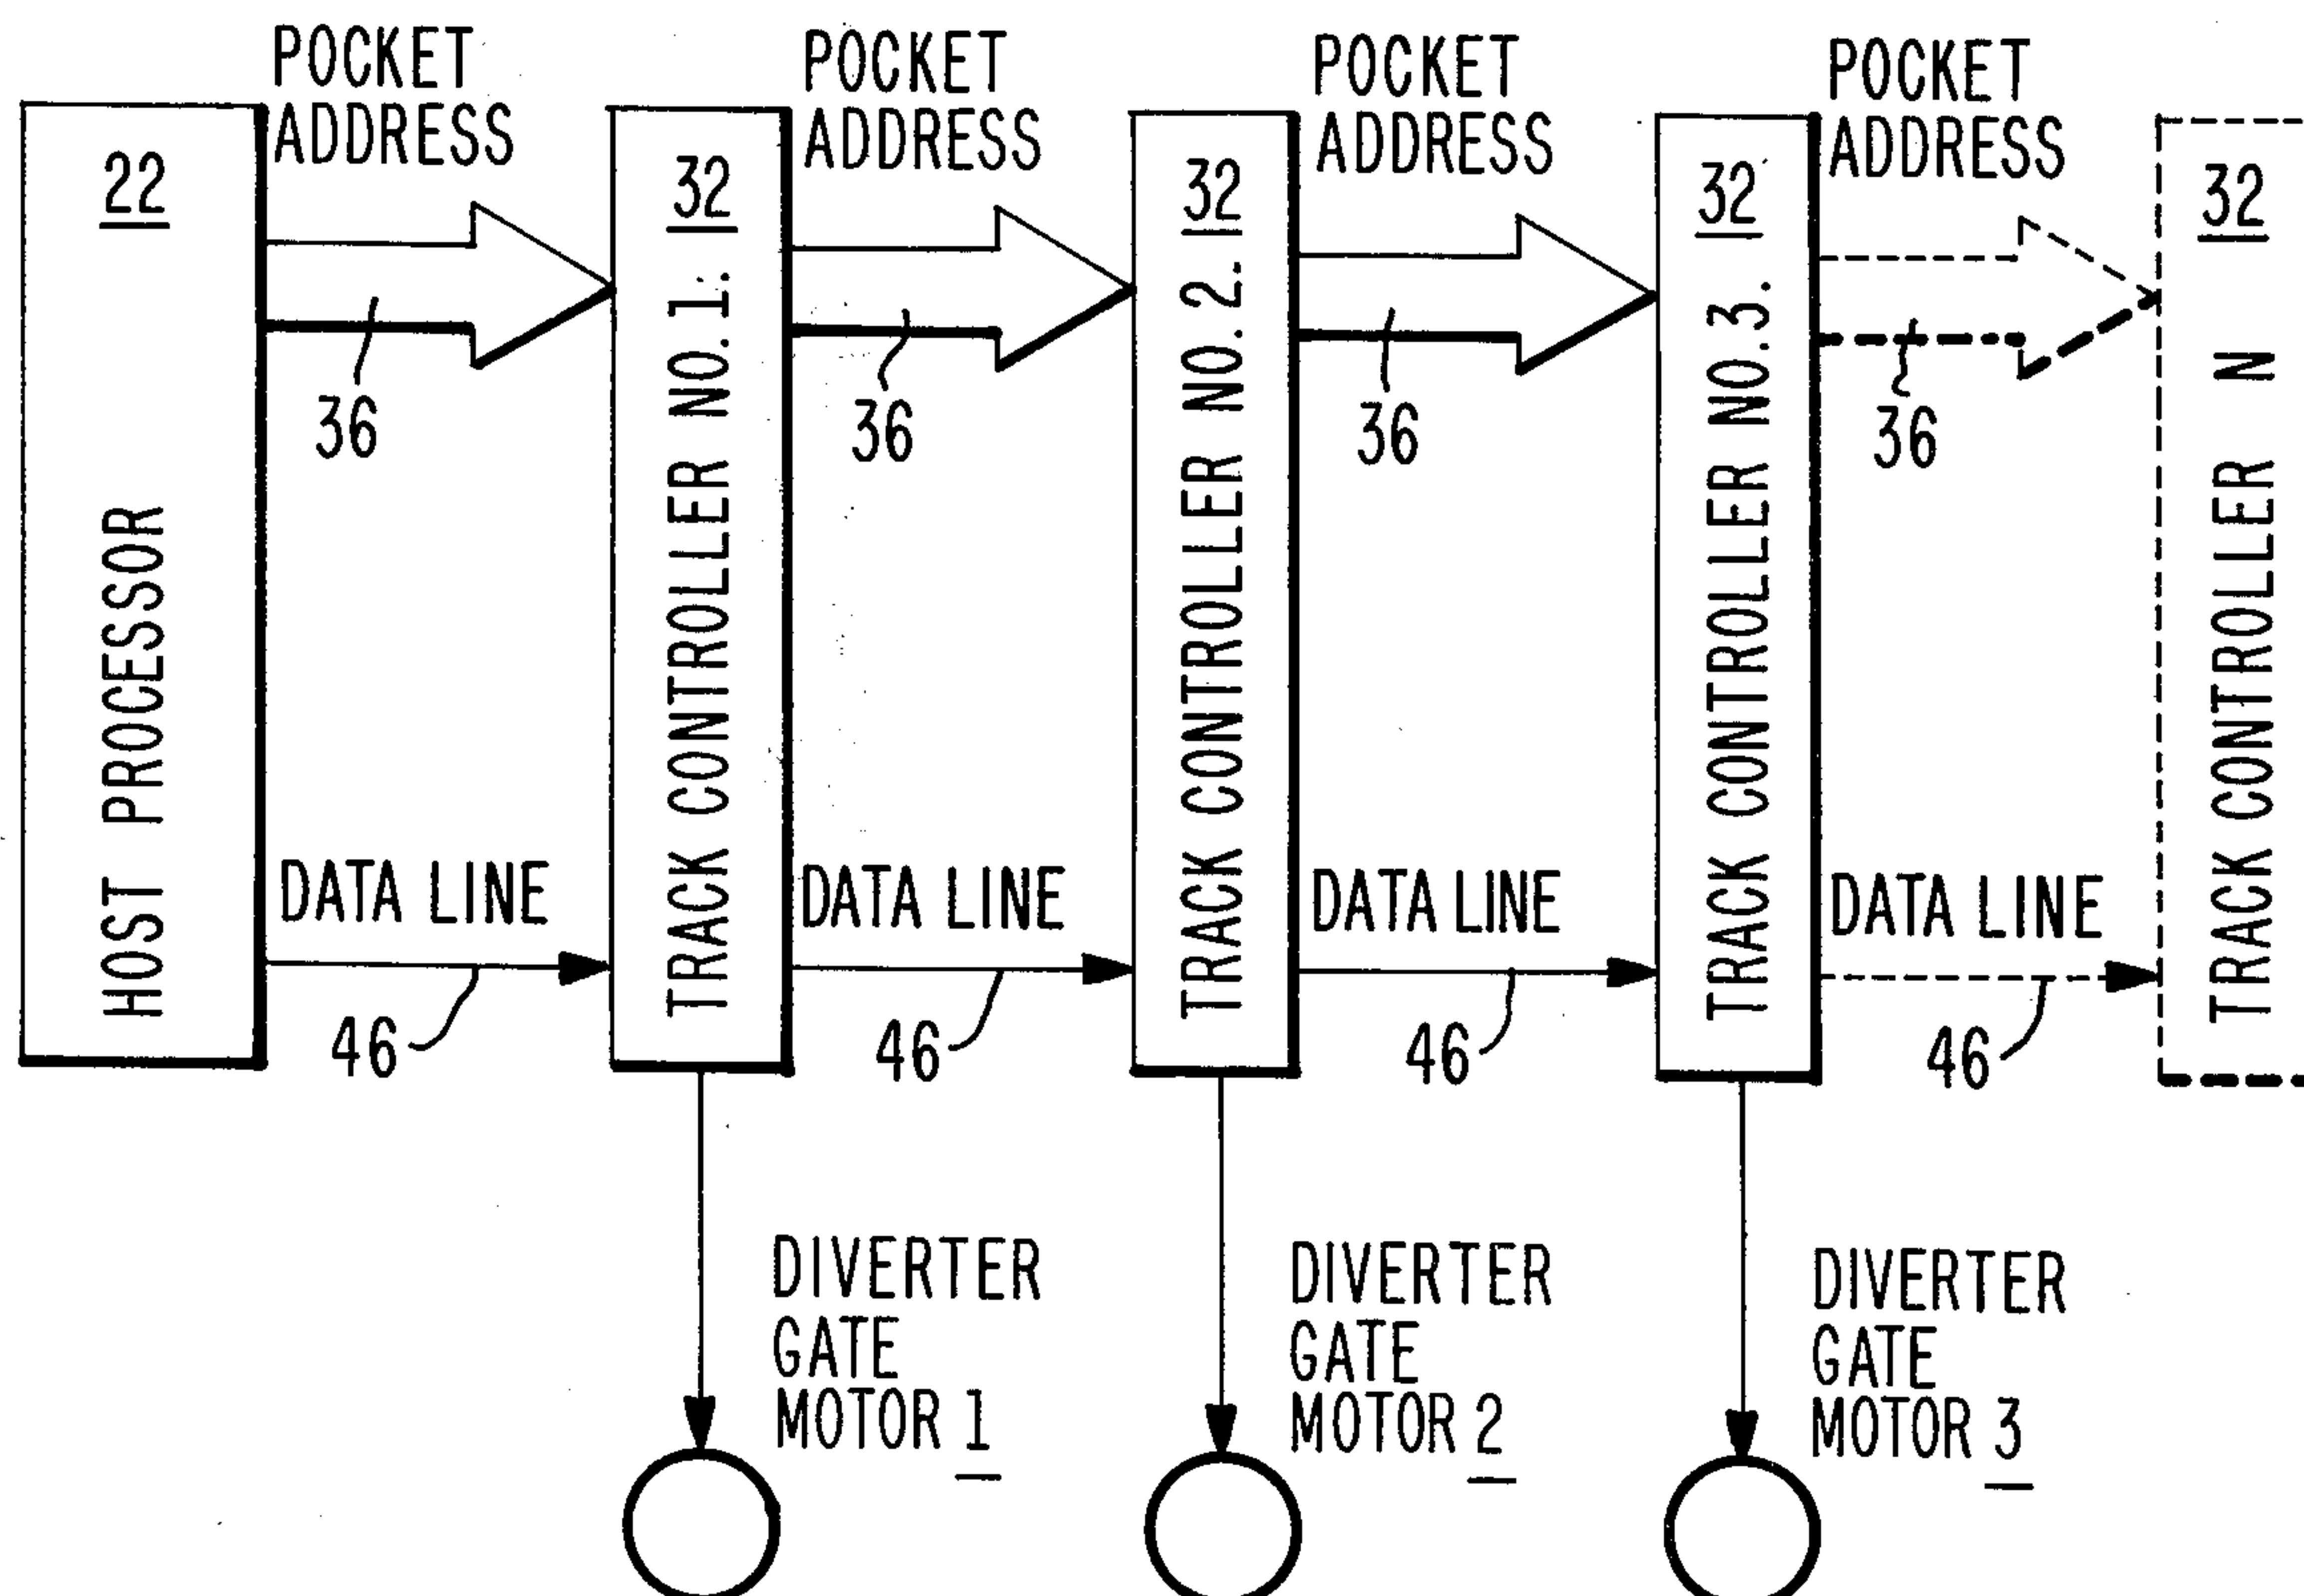 POCKET
ADDRESS
POCKET
ADDRESS
POCKET
ADDRESS
POCKET
ADDRESS
22
32
32
32
32
36
36
36
36
HOST PROCESSOR
TRACK CONTROLLER NO. 1.
TRACK CONTROLLER NO. 2.
TRACK CONTROLLER NO. 3.
TRACK CONTROLLER N
DATA LINE
DATA LINE
DATA LINE
DATA LINE
46
46
46
46
DIVERTER
GATE
MOTOR 1
DIVERTER
GATE
MOTOR 2
DIVERTER
GATE
MOTOR 3